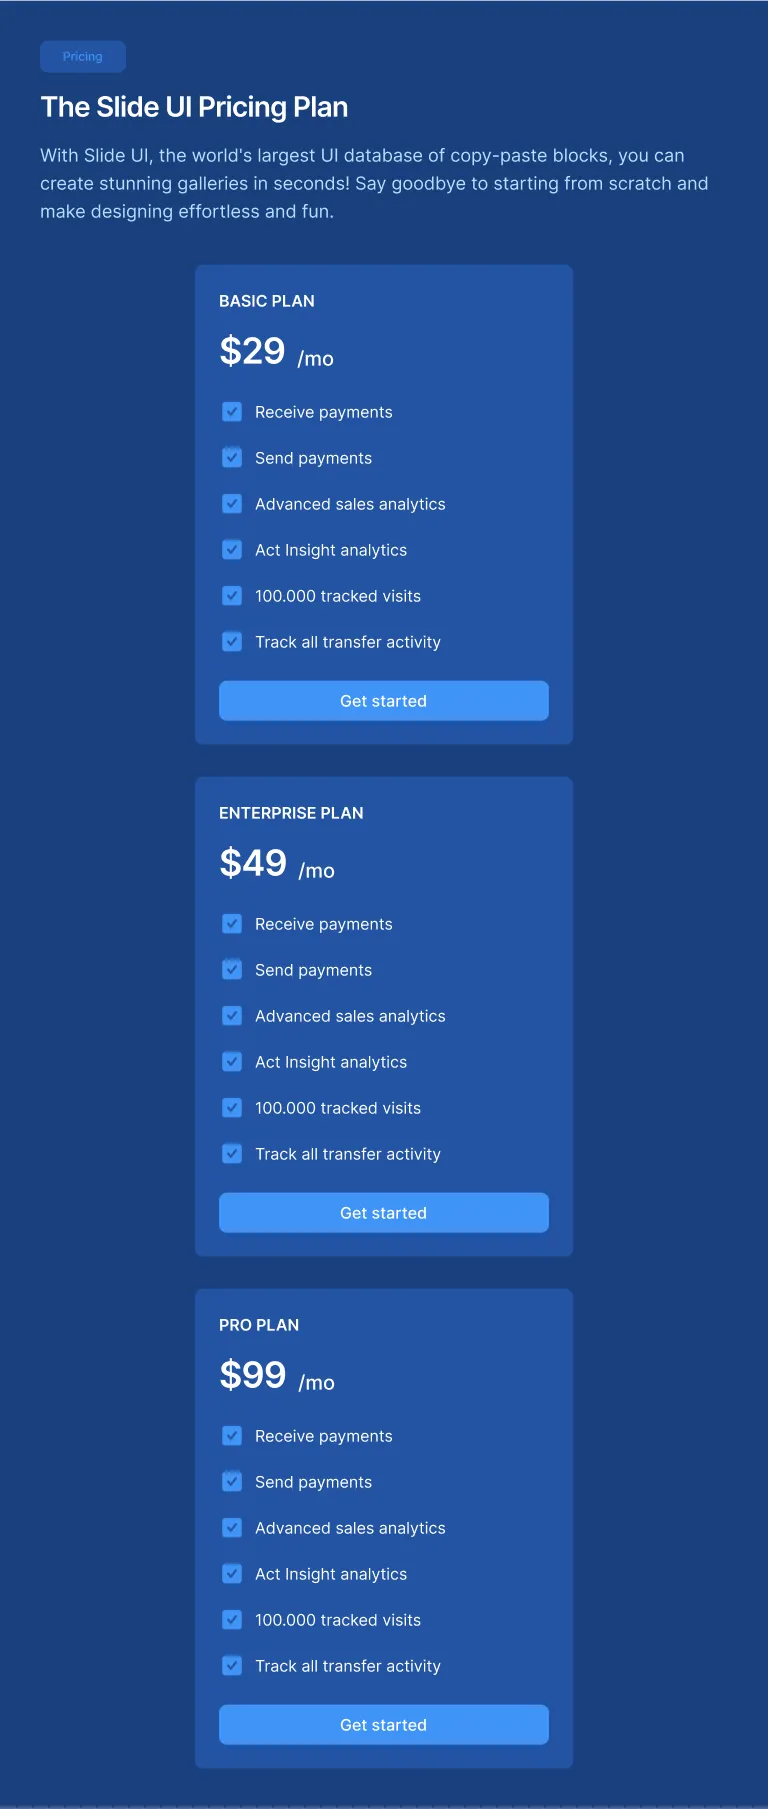 Pricing
The Slide UI Pricing Plan
With Slide UI, the world's largest UI database of copy-paste blocks, you can
create stunning galleries in seconds! Say goodbye to starting from scratch and
make designing effortless and fun.
BASIC PLAN
$29 /mo
Receive payments
Send payments
Advanced sales analytics
Act Insight analytics
100.000 tracked visits
Track all transfer activity
Get started
ENTERPRISE PLAN
$49 /mo
Receive payments
Send payments
Advanced sales analytics
Act Insight analytics
100.000 tracked visits
Track all transfer activity
Get started
PRO PLAN
$99 /mo
Receive payments
Send payments
Advanced sales analytics
Act Insight analytics
100.000 tracked visits
Track all transfer activity
Get started